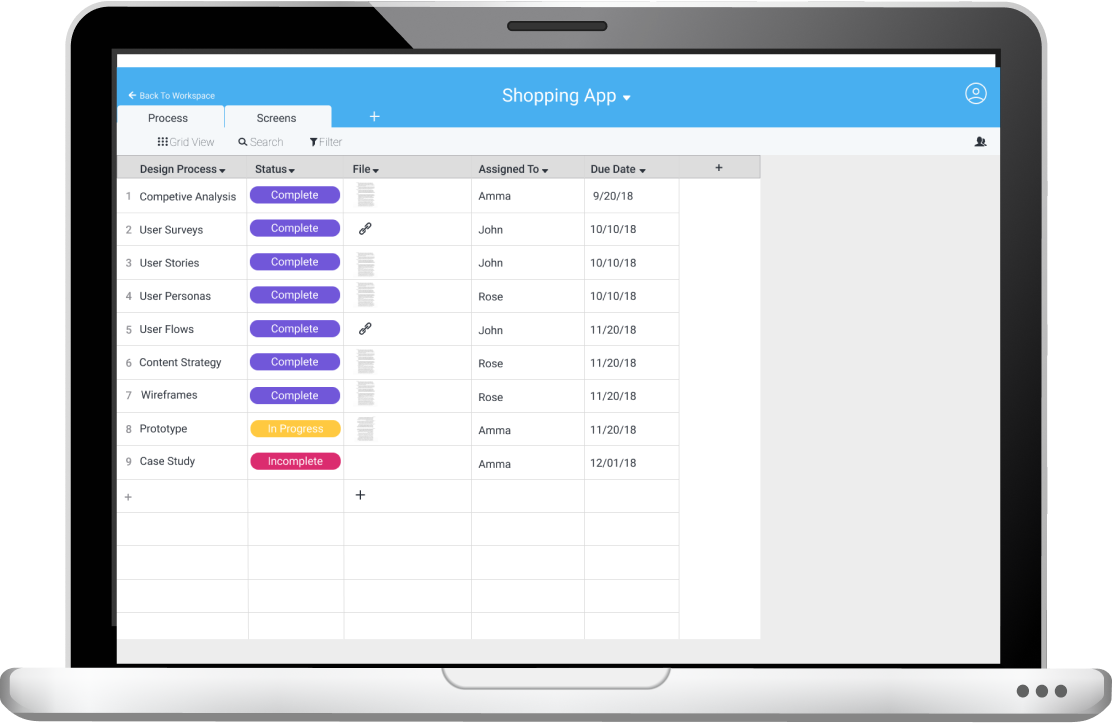 Back To Workspace
Shopping App
Process Screens +
Grid View Search Filter
Design Process Status File Assigned To Due Date +
1 Competive Analysis Complete Amma 9/20/18
2 User Surveys Complete John 10/10/18
3 User Stories Complete John 10/10/18
4 User Personas Complete Rose 10/10/18
5 User Flows Complete John 11/20/18
6 Content Strategy Complete Rose 11/20/18
7 Wireframes Complete Rose 11/20/18
8 Prototype In Progress Amma 11/20/18
9 Case Study Incomplete Amma 12/01/18
+ +